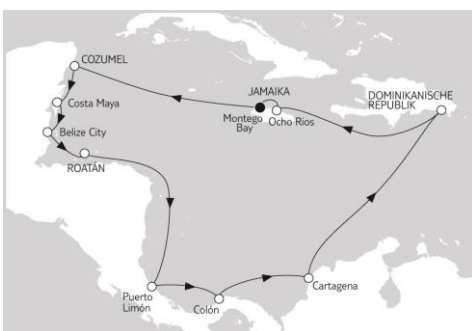 COZUMEL
Costa Maya
Belize City
ROATÁN
JAMAIKA
Montego
Bay
Ocho Rios
DOMINIKANISCHE
REPUBLIK
Puerto
Limón
Colón
Cartagena